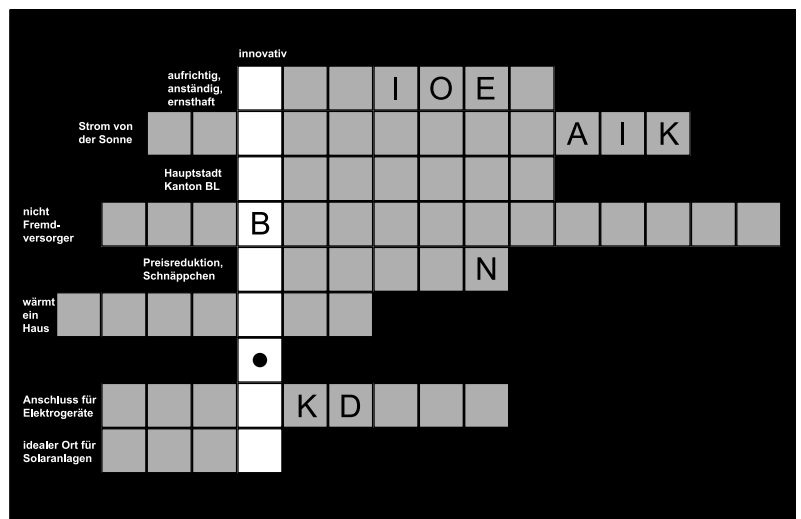 innovativ
aufrichtig,
anständig,
ernsthaft
I O E
Strom von
der Sonne
A I K
Hauptstadt
Kanton BL
nicht
Fremd-
versorger
B
Preisreduktion,
Schnäppchen
N
wärmt
ein
Haus
Anschluss für
Elektrogeräte
K D
idealer Ort für
Solaranlagen